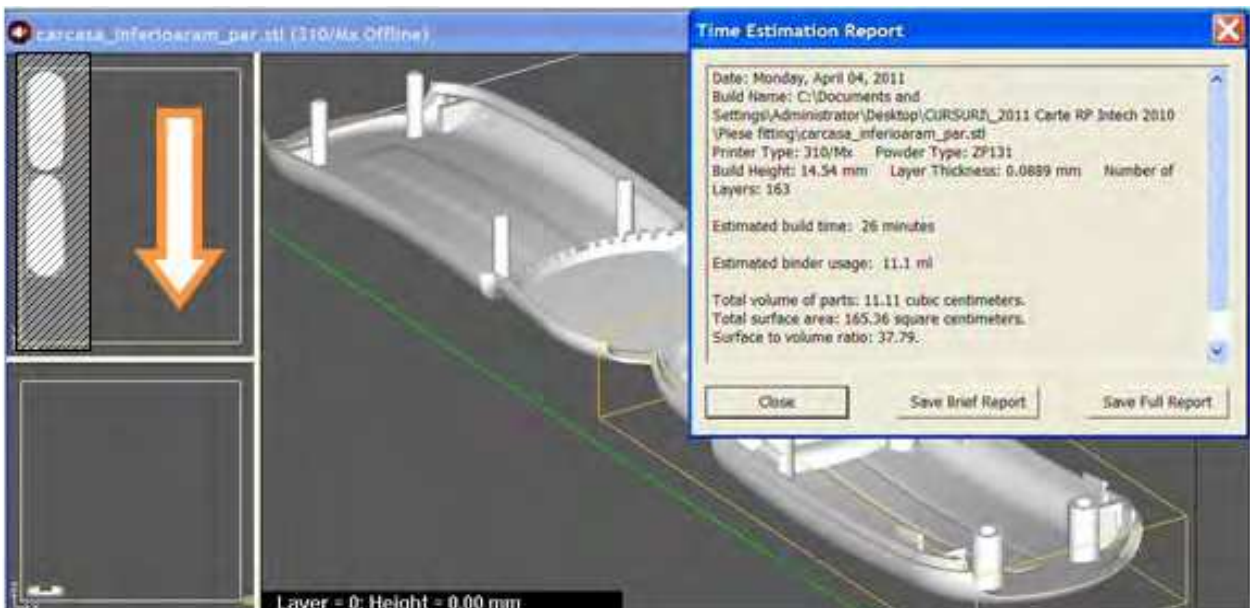 carcasa_inferioaram_par.stl (310/Mx Offline)
Time Estimation Report
Date: Monday, April 04, 2011
Build Name: C:\Documents and
Settings\Administrator\Desktop\CURSURI\_2011 Carte RP Intech 2010
\Piese fitting\carcasa_inferioaram_par.stl
Printer Type: 310/Mx Powder Type: ZP131
Build Height: 14.54 mm Layer Thickness: 0.0889 mm Number of
Layers: 163
Estimated build time: 26 minutes
Estimated binder usage: 11.1 ml
Total volume of parts: 11.11 cubic centimeters.
Total surface area: 165.36 square centimeters.
Surface to volume ratio: 37.79.
Close
Save Brief Report
Save Full Report
Layer = 0: Height = 0.00 mm